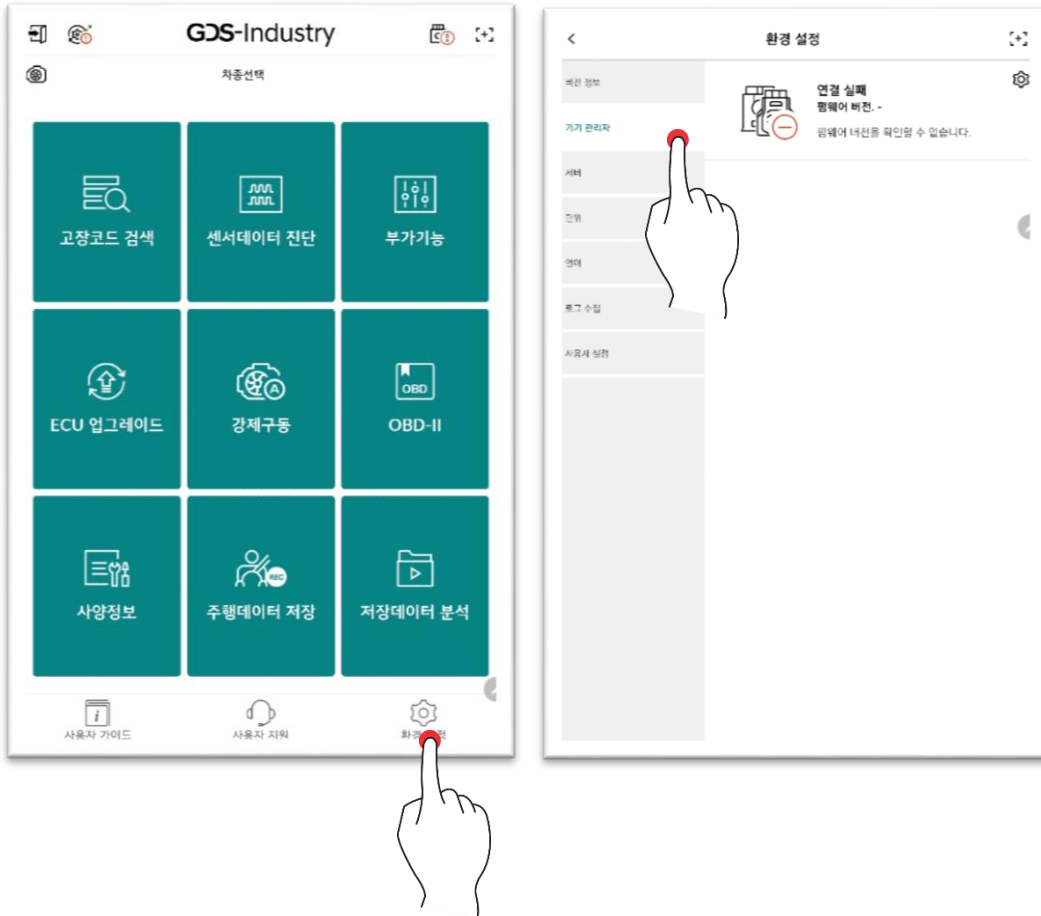 GDS-Industry
차종선택
고장코드 검색
센서데이터 진단
부가기능
ECU 업그레이드
강제구동
OBD
OBD-II
사양정보
REC
주행데이터 저장
저장데이터 분석
사용자 가이드
사용자 지원
환경
환경 설정
버전 정보
기기 관리자
서버
단위
언어
로그 수집
사용자 설정
연결 실패
펌웨어 버전. -
펌웨어 버전을 확인할 수 없습니다.